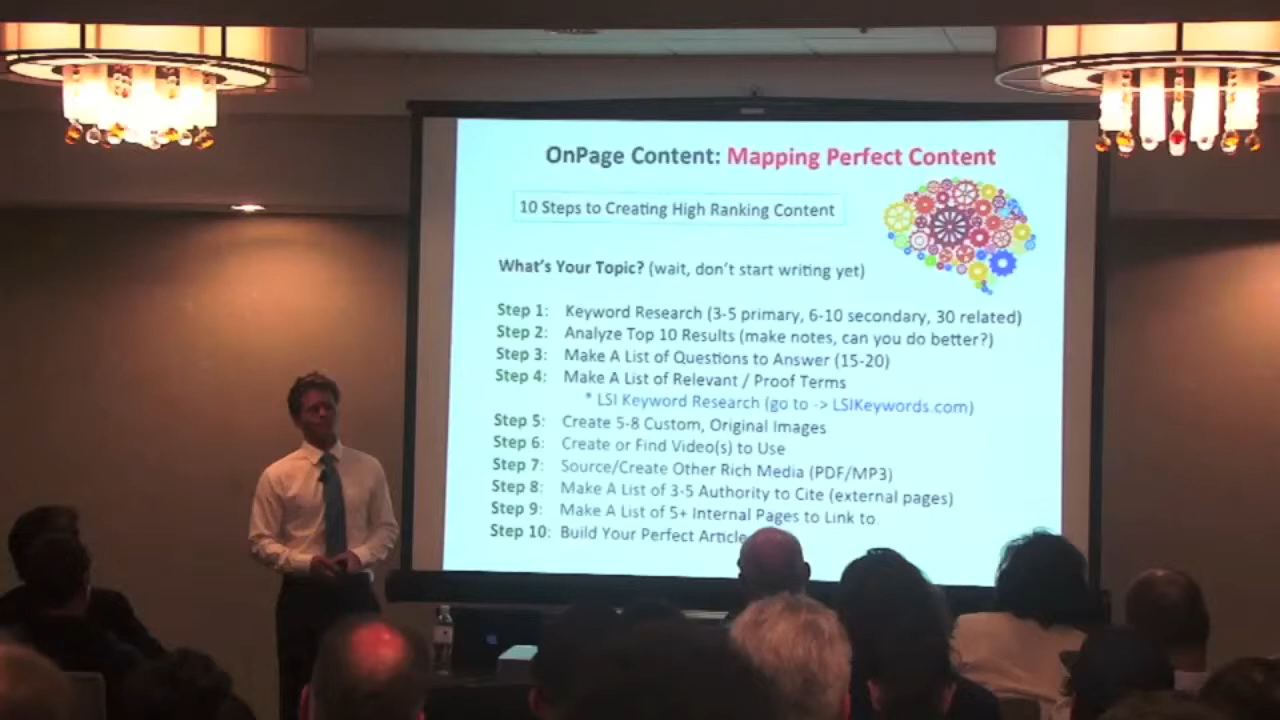 OnPage Content: Mapping Perfect Content
10 Steps to Creating High Ranking Content
What's Your Topic? (wait, don't start writing yet)
Step 1: Keyword Research (3-5 primary, 6-10 secondary, 30 related)
Step 2: Analyze Top 10 Results (make notes, can you do better?)
Step 3: Make A List of Questions to Answer (15-20)
Step 4: Make A List of Relevant / Proof Terms
* LSI Keyword Research (go to -> LSIKeywords.com)
Step 5: Create 5-8 Custom, Original Images
Step 6: Create or Find Video(s) to Use
Step 7: Source/Create Other Rich Media (PDF/MP3)
Step 8: Make A List of 3-5 Authority to Cite (external pages)
Step 9: Make A List of 5+ Internal Pages to Link to
Step 10: Build Your Perfect Article